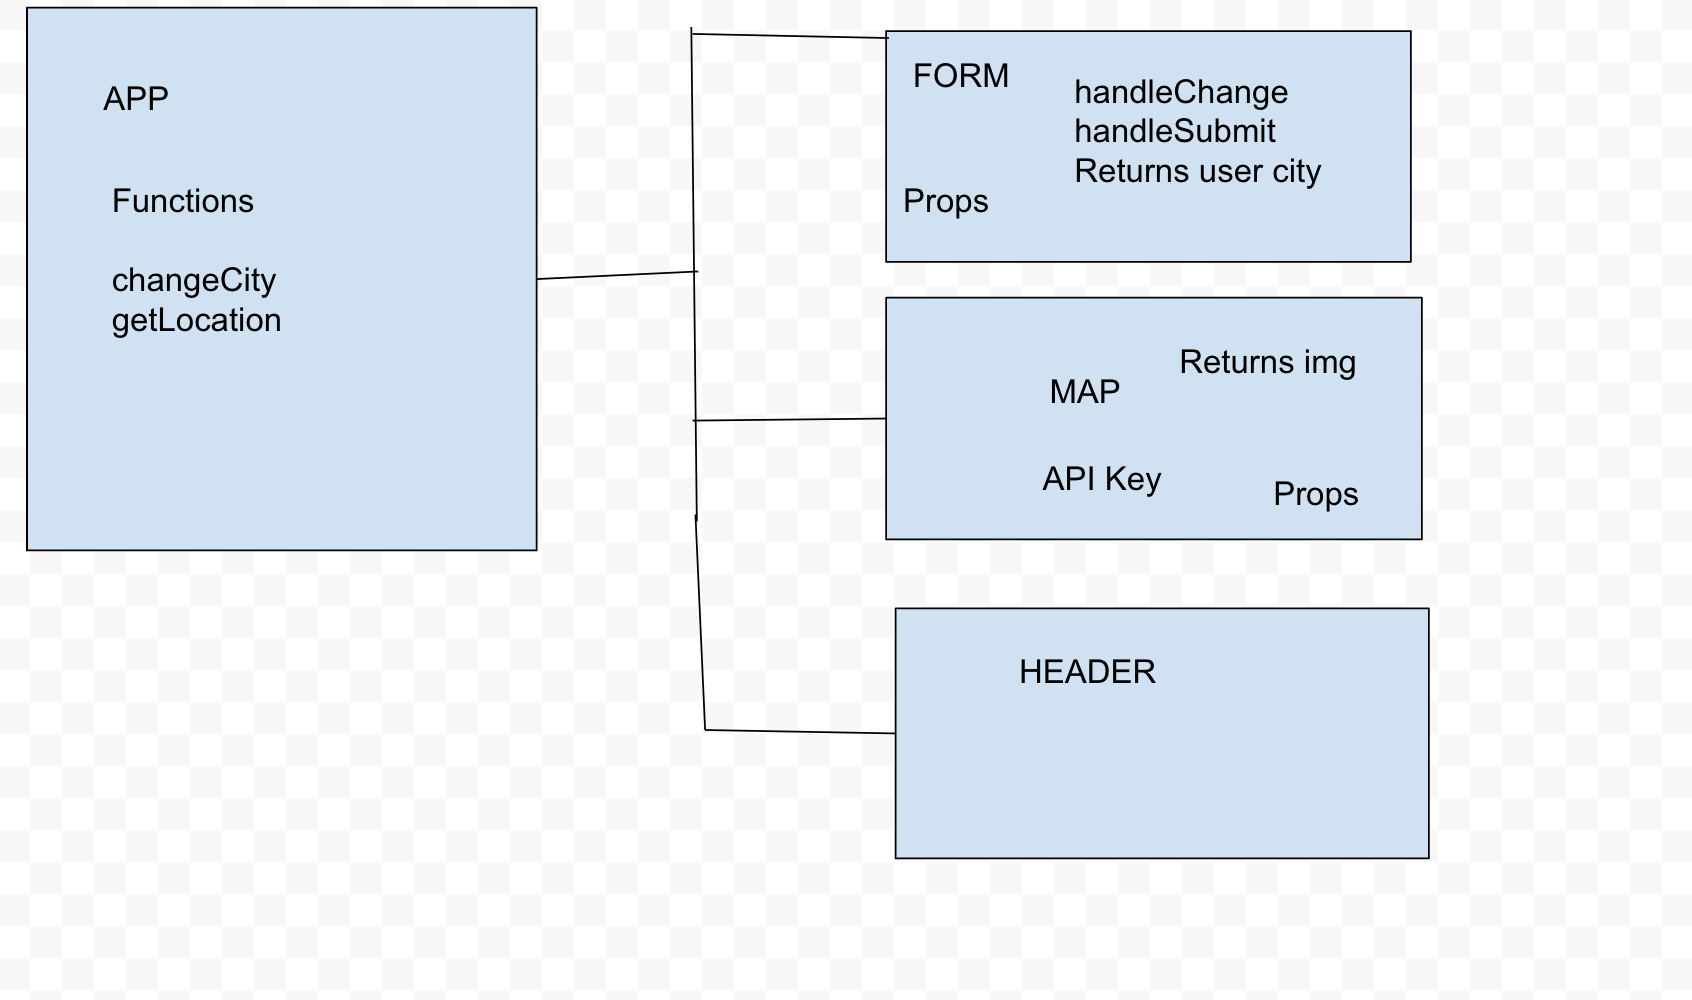 APP
Functions
changeCity
getLocation
FORM
handleChange
handleSubmit
Returns user city
Props
Returns img
MAP
API Key
Props
HEADER